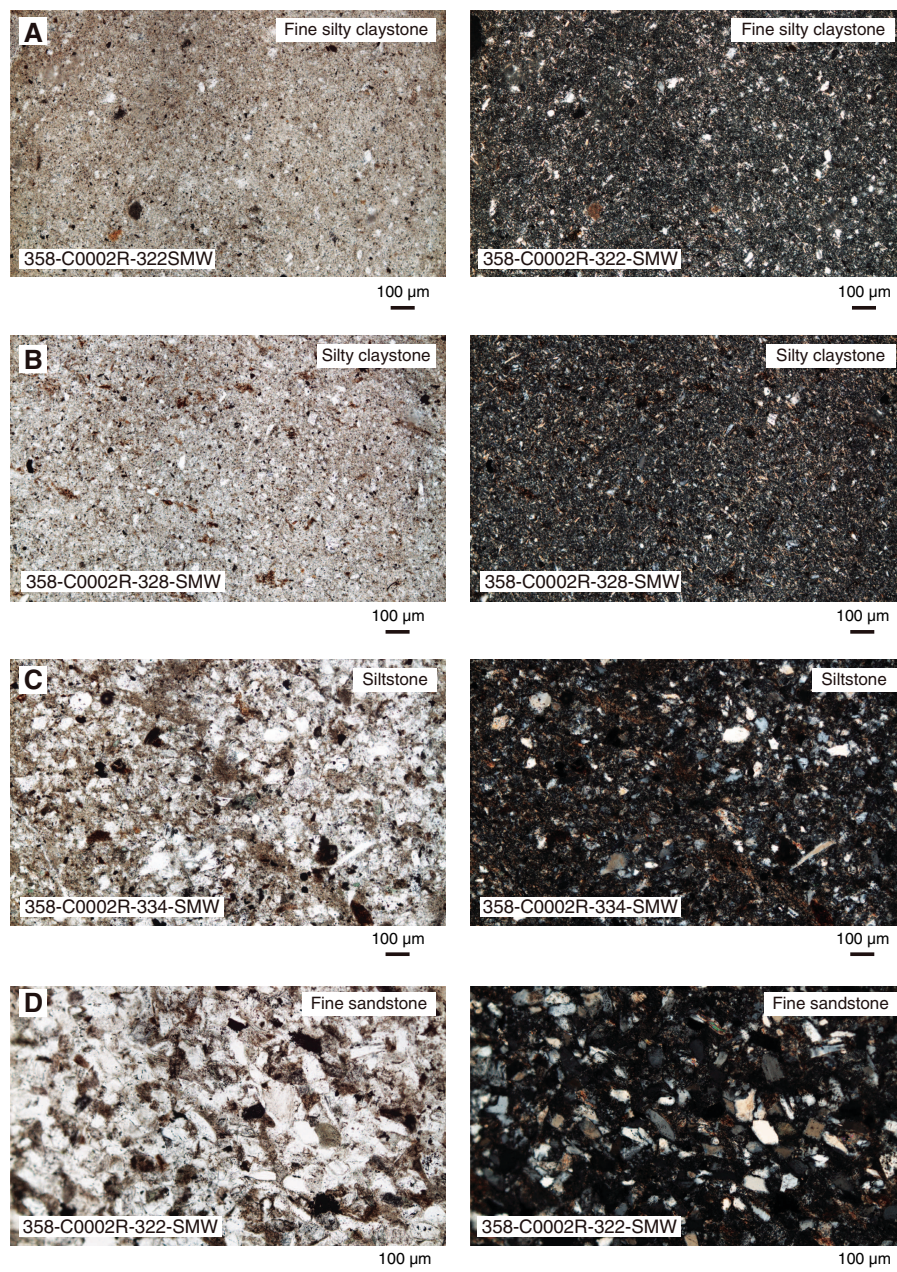 A
Fine silty claystone
Fine silty claystone
358-C0002R-322SMW
358-C0002R-322-SMW
100 µm
100 µm
B
Silty claystone
Silty claystone
358-C0002R-328-SMW
358-C0002R-328-SMW
100 µm
100 µm
C
Siltstone
Siltstone
358-C0002R-334-SMW
358-C0002R-334-SMW
100 µm
100 µm
D
Fine sandstone
Fine sandstone
358-C0002R-322-SMW
358-C0002R-322-SMW
100 µm
100 µm